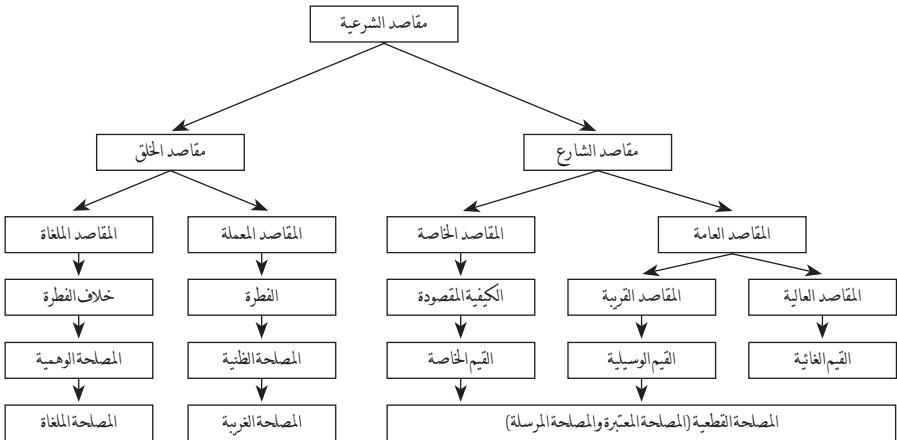 مقاصد الشرعية
مقاصد الشارع
مقاصد الخلق
المقاصد العامة
المقاصد الخاصة
المقاصد المعملة
المقاصد الملغاة
المقاصد العالية
المقاصد القريبة
الكيفية المقصودة
الفطرة
خلاف الفطرة
القيم الغائية
القيم الوسيلية
القيم الخاصة
المصلحة الظنية
المصلحة الوهمية
المصلحة القطعية (المصلحة المعتبرة والمصلحة المرسلة)
المصلحة الغريبة
المصلحة الملغاة